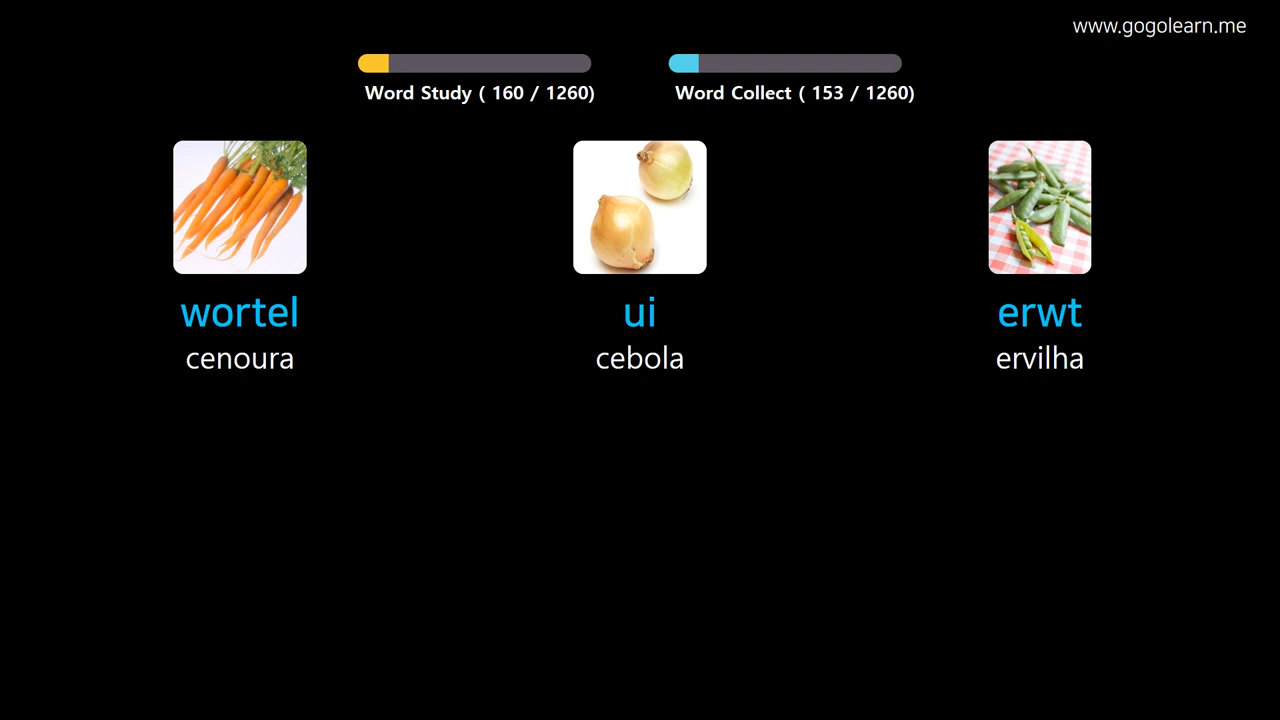 www.gogolearn.me
Word Study ( 160 / 1260)
Word Collect ( 153 / 1260)
wortel
cenoura
ui
cebola
erwt
ervilha